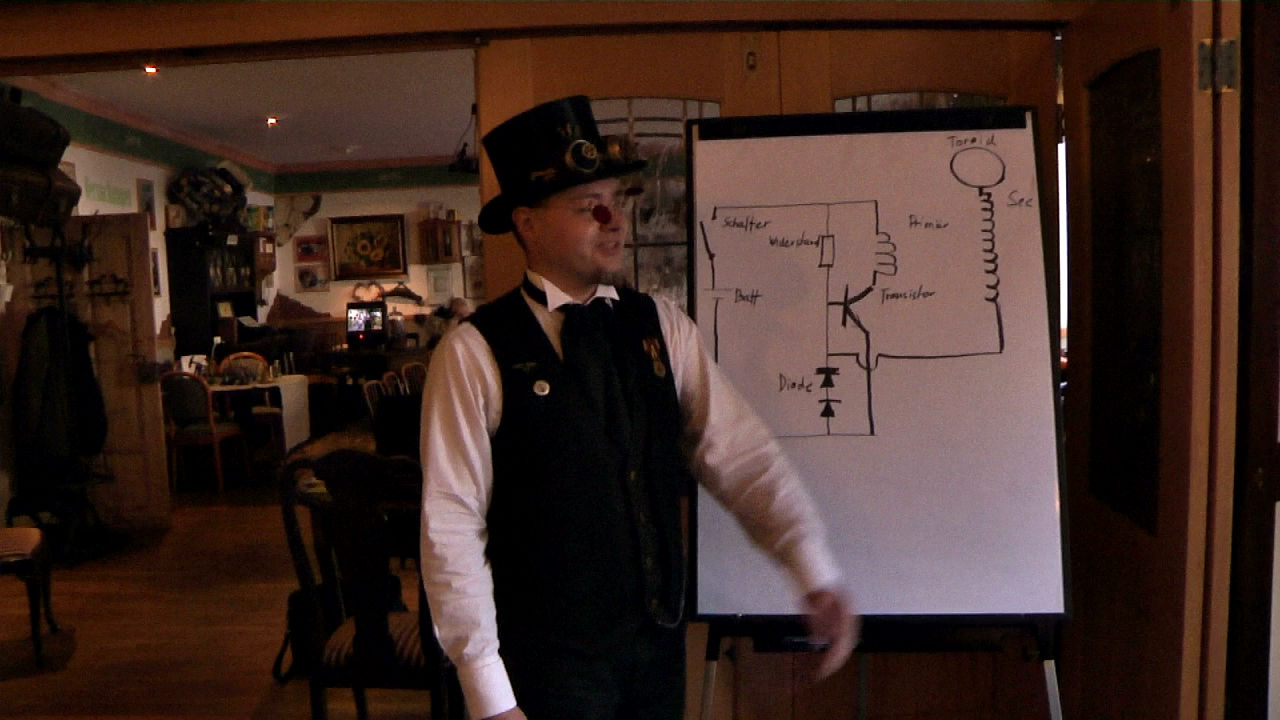 Toroid
Sec
Schalter
Primär
Widerstand
Batt
Transistor
Diode